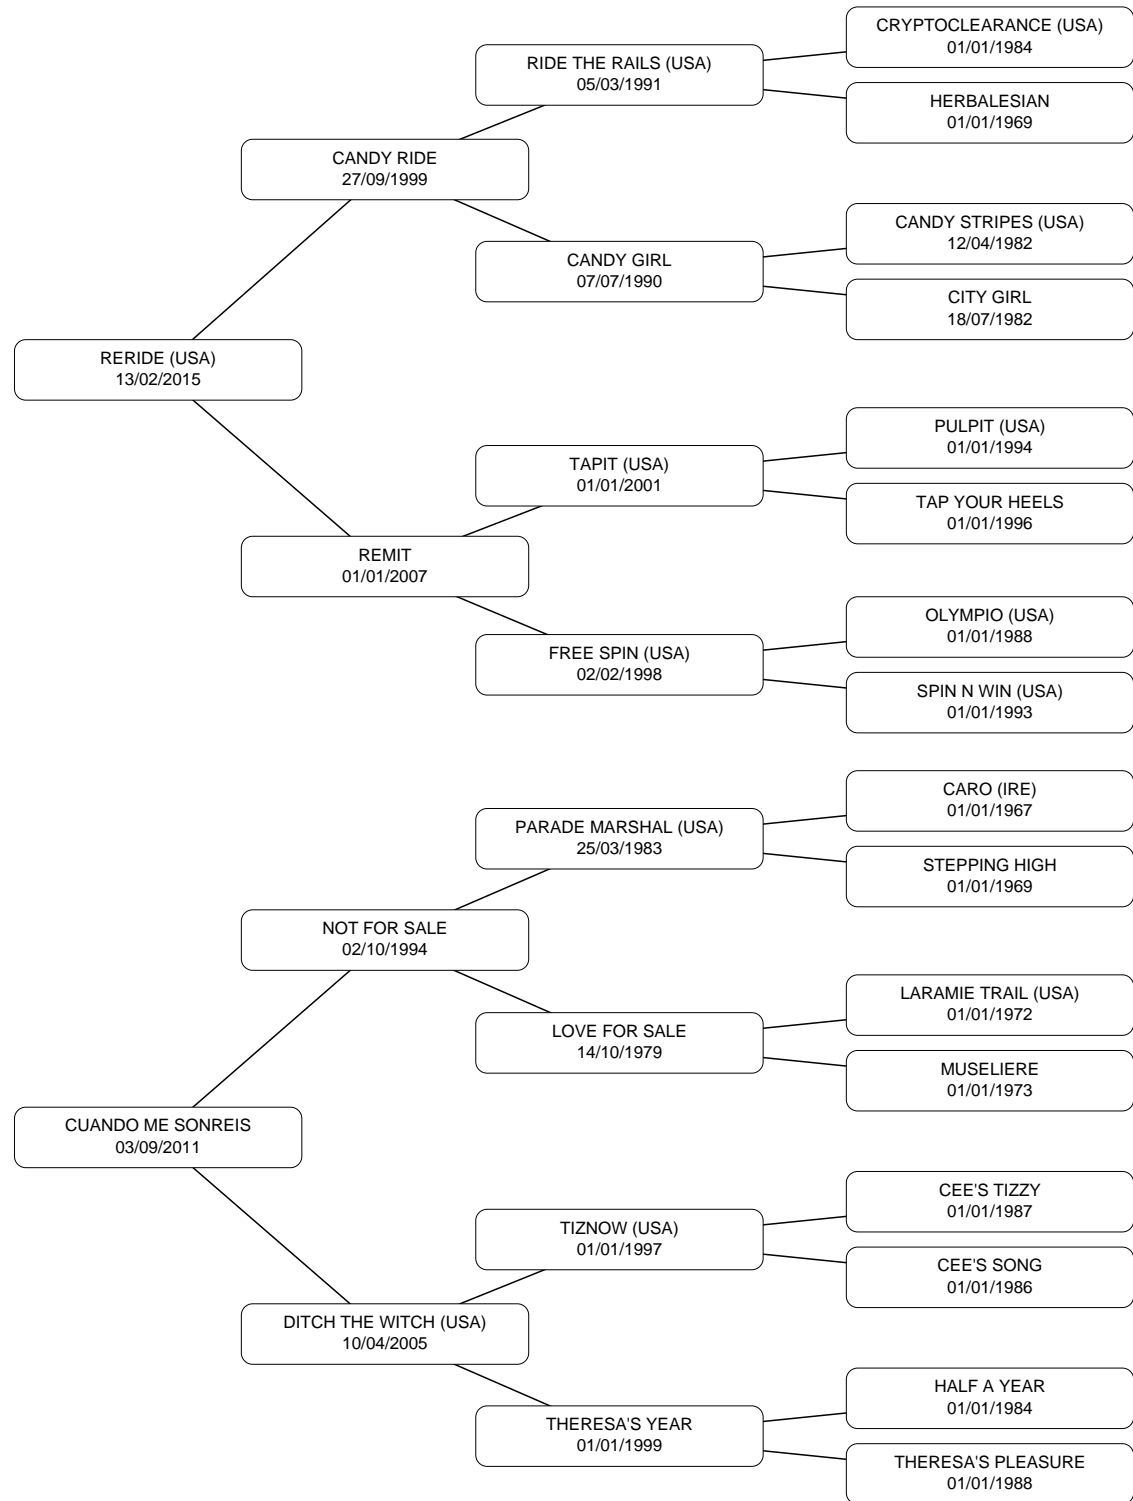 CRYPTOCLEARANCE (USA)
01/01/1984
RIDE THE RAILS (USA)
05/03/1991
HERBALESIAN
01/01/1969
CANDY RIDE
27/09/1999
CANDY STRIPES (USA)
12/04/1982
CANDY GIRL
07/07/1990
CITY GIRL
18/07/1982
RERIDE (USA)
13/02/2015
PULPIT (USA)
01/01/1994
TAPIT (USA)
01/01/2001
TAP YOUR HEELS
01/01/1996
REMIT
01/01/2007
OLYMPIO (USA)
01/01/1988
FREE SPIN (USA)
02/02/1998
SPIN N WIN (USA)
01/01/1993
CARO (IRE)
01/01/1967
PARADE MARSHAL (USA)
25/03/1983
STEPPING HIGH
01/01/1969
NOT FOR SALE
02/10/1994
LARAMIE TRAIL (USA)
01/01/1972
LOVE FOR SALE
14/10/1979
MUSELIERE
01/01/1973
CUANDO ME SONREIS
03/09/2011
CEE'S TIZZY
01/01/1987
TIZNOW (USA)
01/01/1997
CEE'S SONG
01/01/1986
DITCH THE WITCH (USA)
10/04/2005
HALF A YEAR
01/01/1984
THERESA'S YEAR
01/01/1999
THERESA'S PLEASURE
01/01/1988